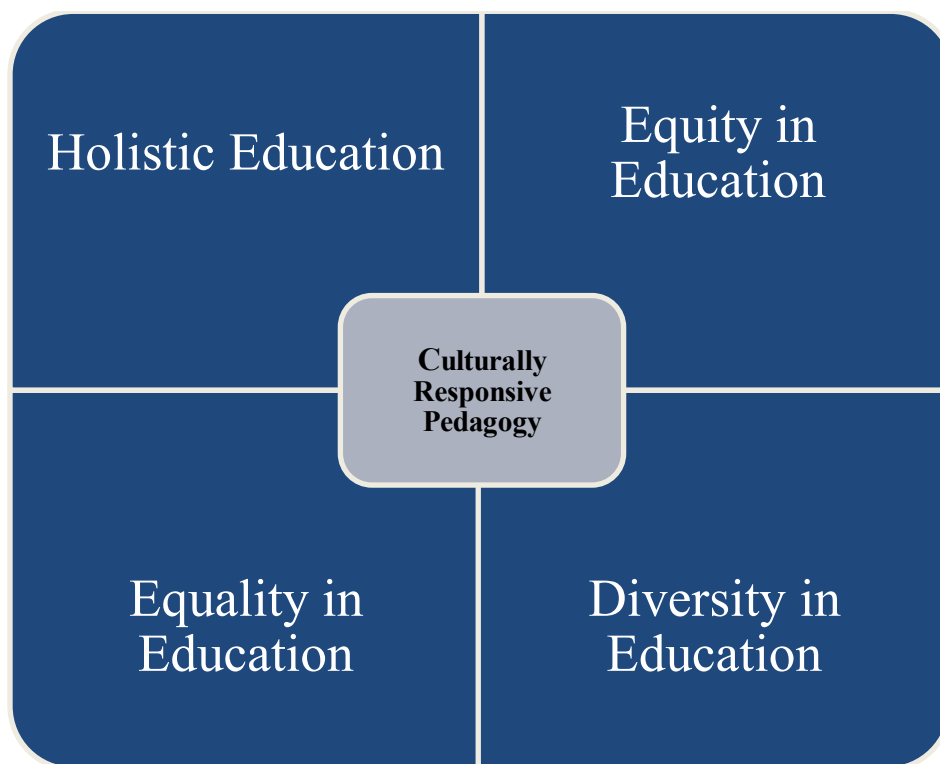 Holistic Education
Equity in
Education
Culturally
Responsive
Pedagogy
Equality in
Education
Diversity in
Education